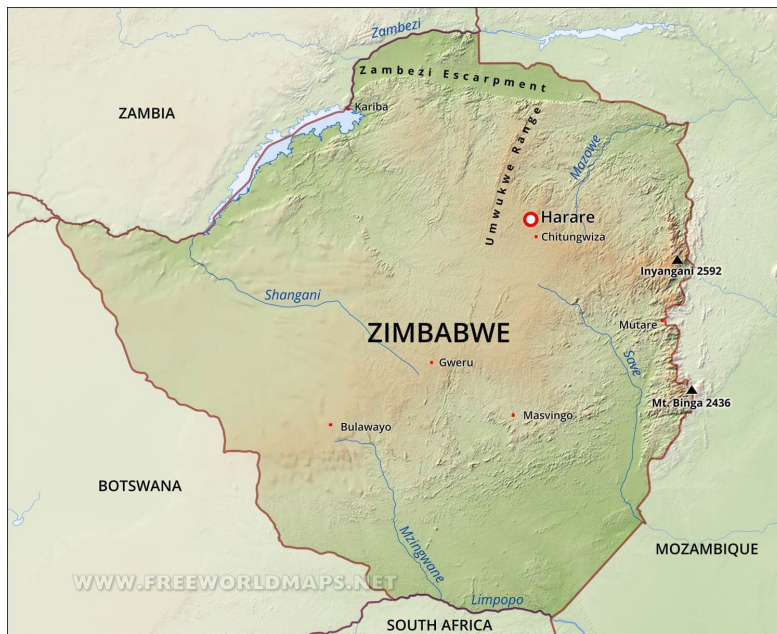 Zambezi
Zambezi Escarpment
ZAMBIA
Kariba
Umwukwe Range
Mazowe
Harare
Chitungwiza
Inyangani 2592
Shangani
ZIMBABWE
Mutare
Gweru
Save
Mt. Binga 2436
Masvingo
Bulawayo
BOTSWANA
Mzingwane
MOZAMBIQUE
WWW.FREEWORLDMAPS.NET
Limpopo
SOUTH AFRICA